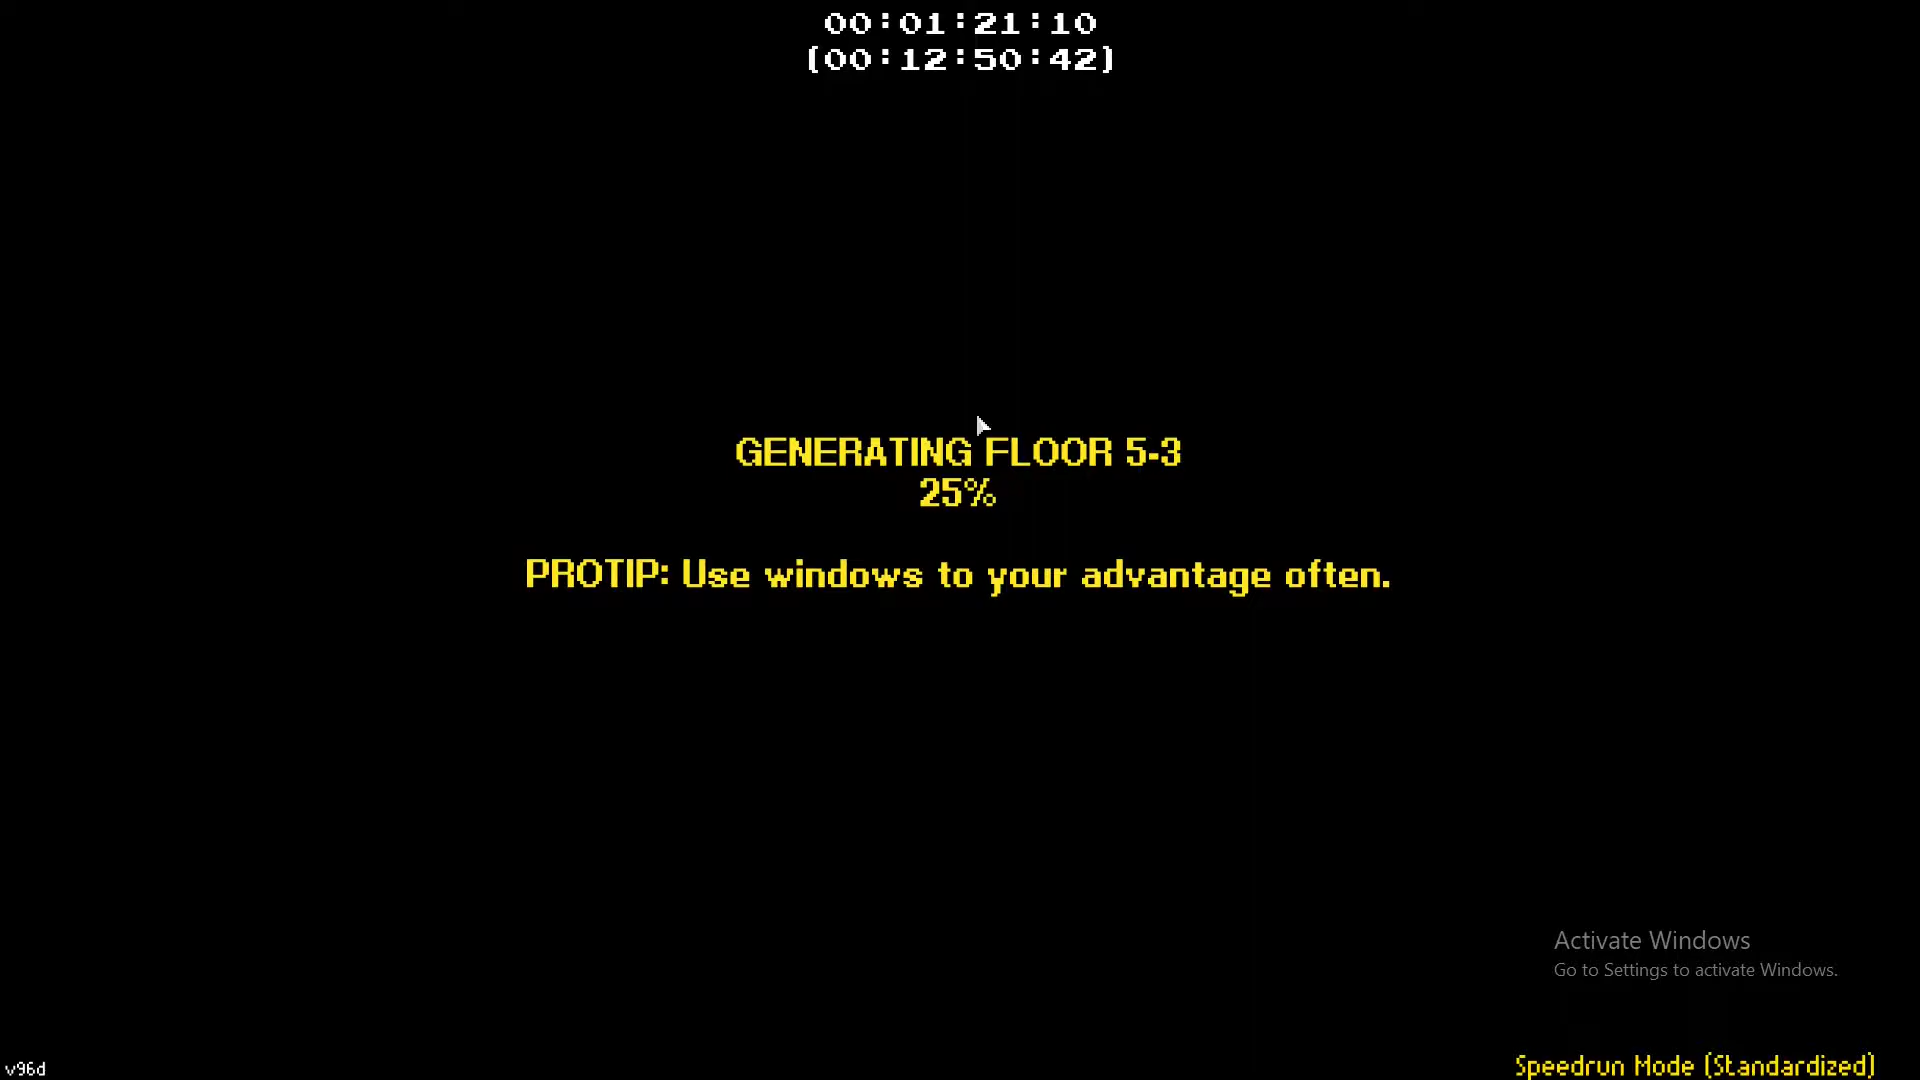 00:01:21:10
[00:12:50:42]
GENERATING FLOOR 5-3
25%
PROTIP: Use windows to your advantage often.
Activate Windows
Go to Settings to activate Windows.
v96d
Speedrun Mode (Standardized)